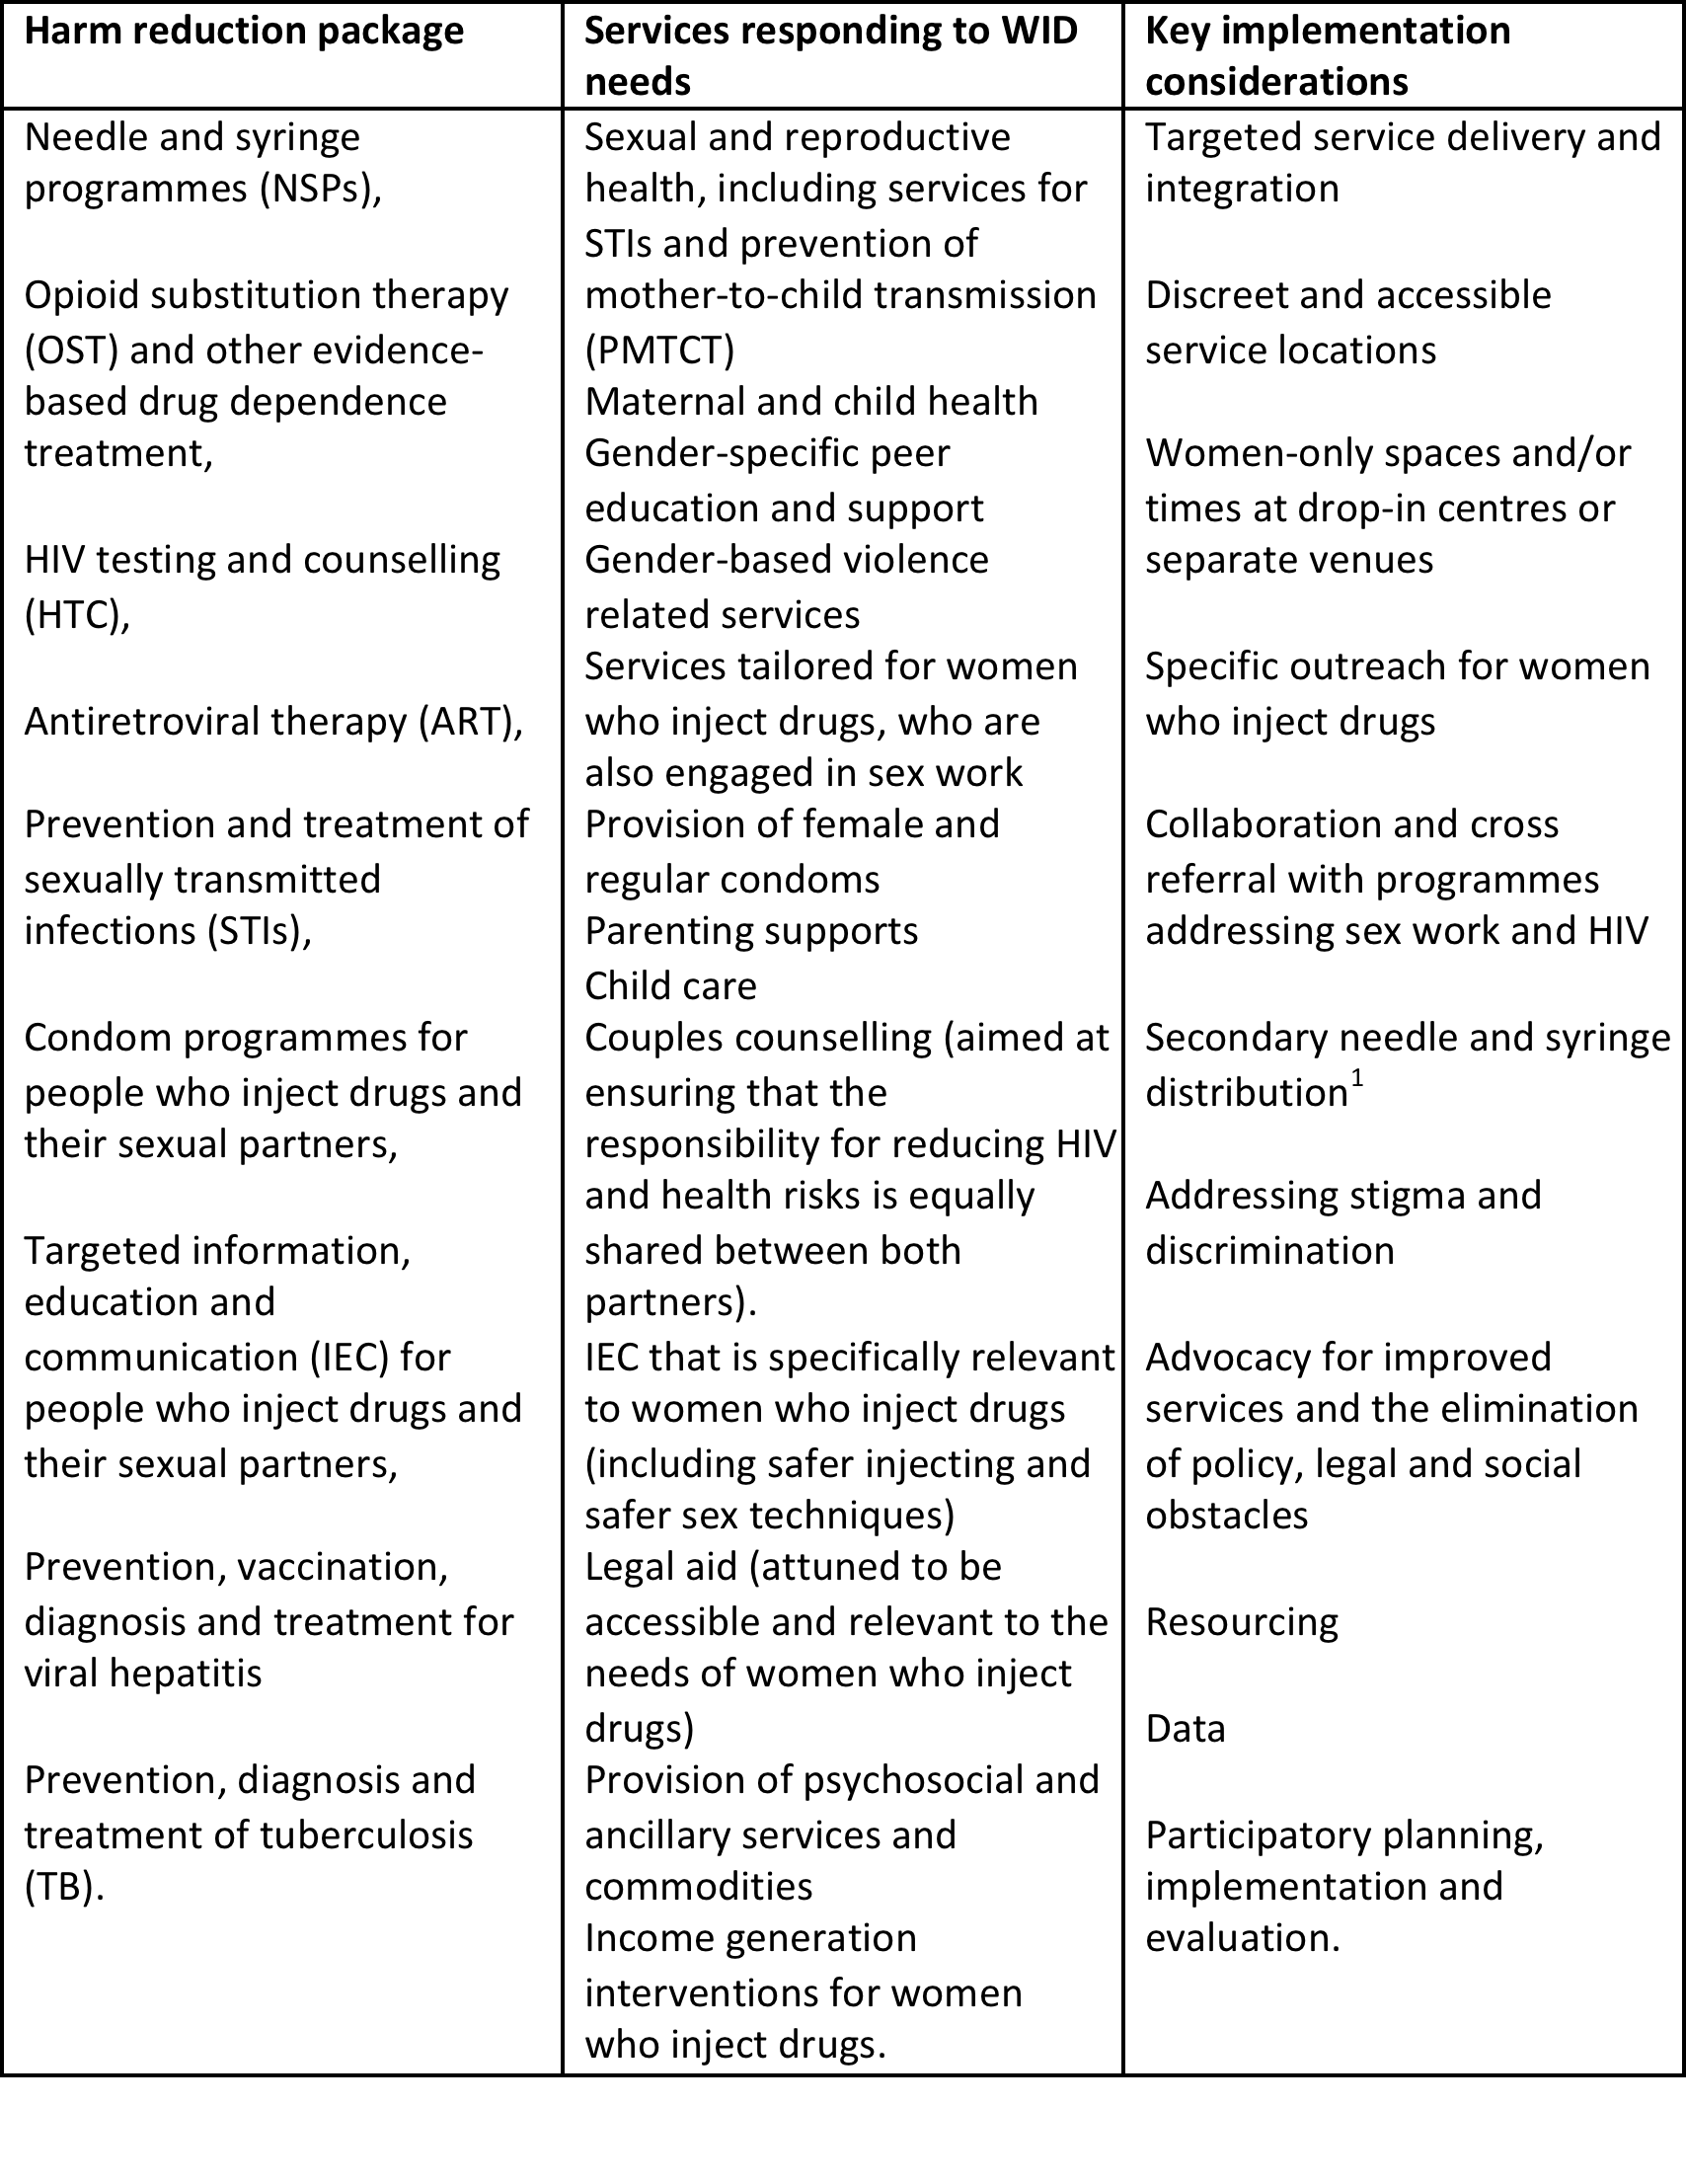 Harm reduction package
Services responding to WID
needs
Key implementation
considerations
Needle and syringe
programmes (NSPs),
Opioid substitution therapy
(OST) and other evidence-
based drug dependence
treatment,
HIV testing and counselling
(HTC),
Antiretroviral therapy (ART),
Prevention and treatment of
sexually transmitted
infections (STIs),
Condom programmes for
people who inject drugs and
their sexual partners,
Targeted information,
education and
communication (IEC) for
people who inject drugs and
their sexual partners,
Prevention, vaccination,
diagnosis and treatment for
viral hepatitis
Prevention, diagnosis and
treatment of tuberculosis
(TB).
Sexual and reproductive
health, including services for
STIs and prevention of
mother-to-child transmission
(PMTCT)
Maternal and child health
Gender-specific peer
education and support
Gender-based violence
related services
Services tailored for women
who inject drugs, who are
also engaged in sex work
Provision of female and
regular condoms
Parenting supports
Child care
Couples counselling (aimed at
ensuring that the
responsibility for reducing HIV
and health risks is equally
shared between both
partners).
IEC that is specifically relevant
to women who inject drugs
(including safer injecting and
safer sex techniques)
Legal aid (attuned to be
accessible and relevant to the
needs of women who inject
drugs)
Provision of psychosocial and
ancillary services and
commodities
Income generation
interventions for women
who inject drugs.
Targeted service delivery and
integration
Discreet and accessible
service locations
Women-only spaces and/or
times at drop-in centres or
separate venues
Specific outreach for women
who inject drugs
Collaboration and cross
referral with programmes
addressing sex work and HIV
Secondary needle and syringe
distribution¹
Addressing stigma and
discrimination
Advocacy for improved
services and the elimination
of policy, legal and social
obstacles
Resourcing
Data
Participatory planning,
implementation and
evaluation.